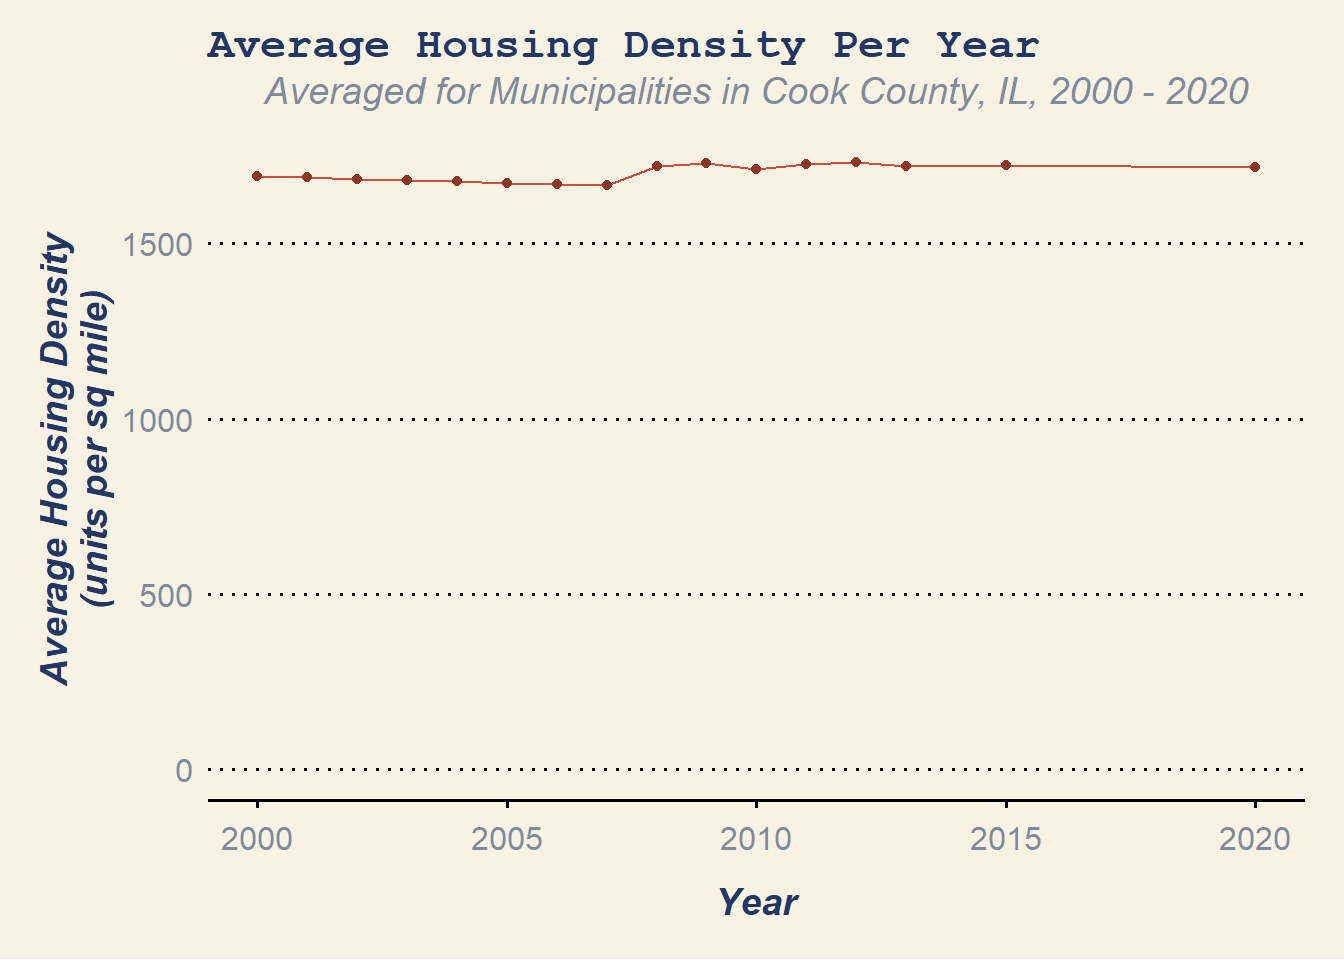 Average Housing Density Per Year
Averaged for Municipalities in Cook County, IL, 2000 - 2020
Average Housing Density
(units per sq mile)
1500
1000
500
0
2000 2005 2010 2015 2020
Year